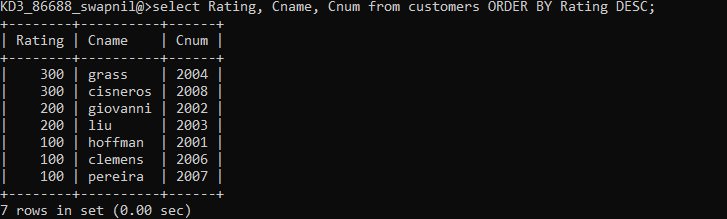 KD3_86688_swapnil@>select Rating, Cname, Cnum from customers ORDER BY Rating DESC;
+--------+----------+------+
| Rating | Cname    | Cnum |
+--------+----------+------+
|    300 | grass    | 2004 |
|    300 | cisneros | 2008 |
|    200 | giovanni | 2002 |
|    200 | liu      | 2003 |
|    100 | hoffman  | 2001 |
|    100 | clemens  | 2006 |
|    100 | pereira  | 2007 |
+--------+----------+------+
7 rows in set (0.00 sec)